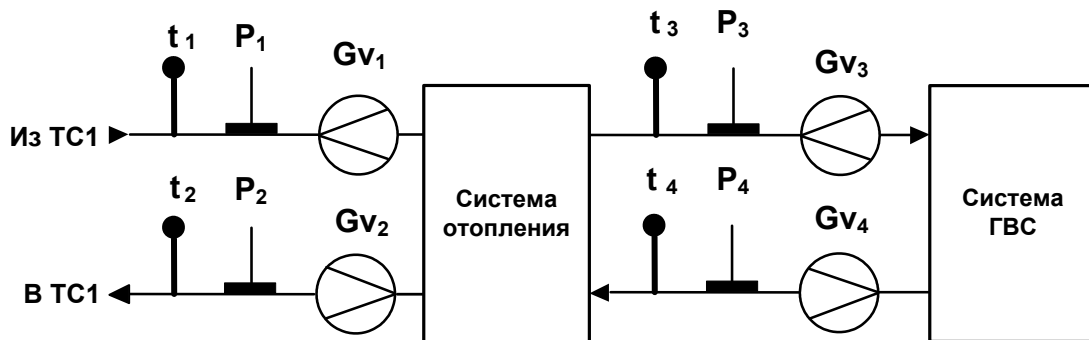 t 1 P1 Gv1 t 3 P3 Gv3
Из ТС1
t 2 P2 Gv2 t 4 P4 Gv4
Система
отопления
Система
ГВС
В ТС1